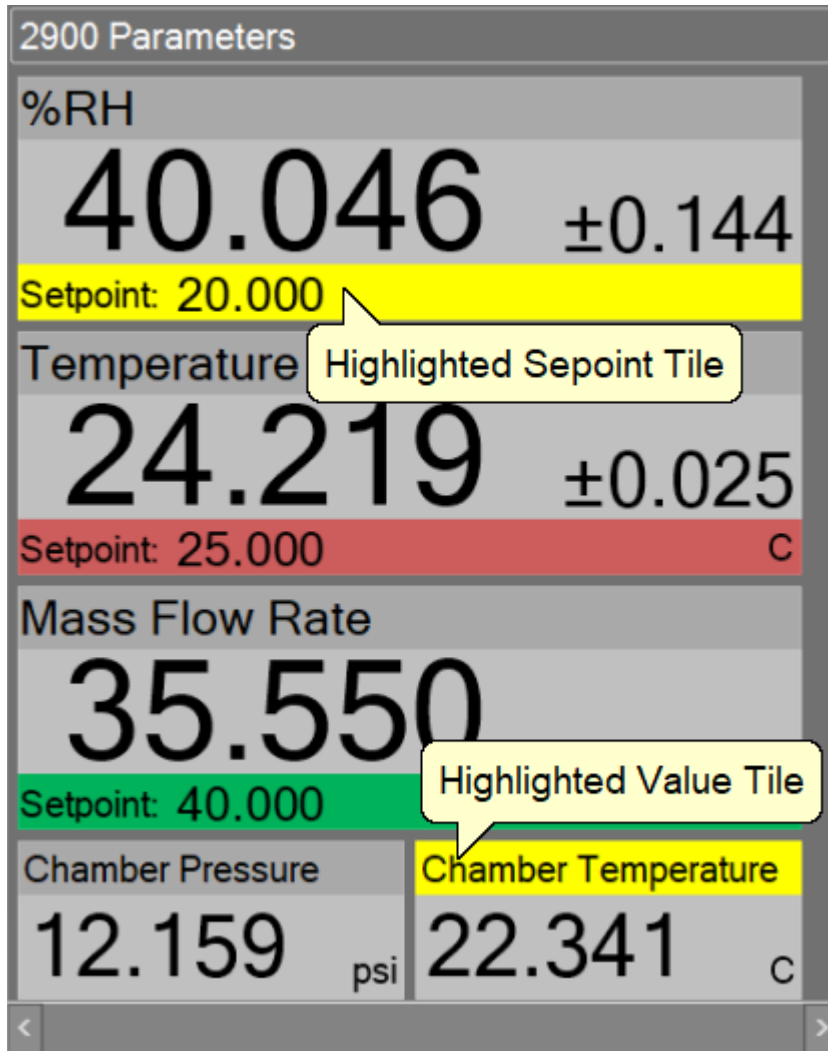 2900 Parameters
%RH
40.046 ±0.144
Setpoint: 20.000
Highlighted Sepoint Tile
Temperature
24.219 ±0.025
Setpoint: 25.000 C
Mass Flow Rate
35.550
Highlighted Value Tile
Setpoint: 40.000
Chamber Pressure
12.159 psi
Chamber Temperature
22.341 C